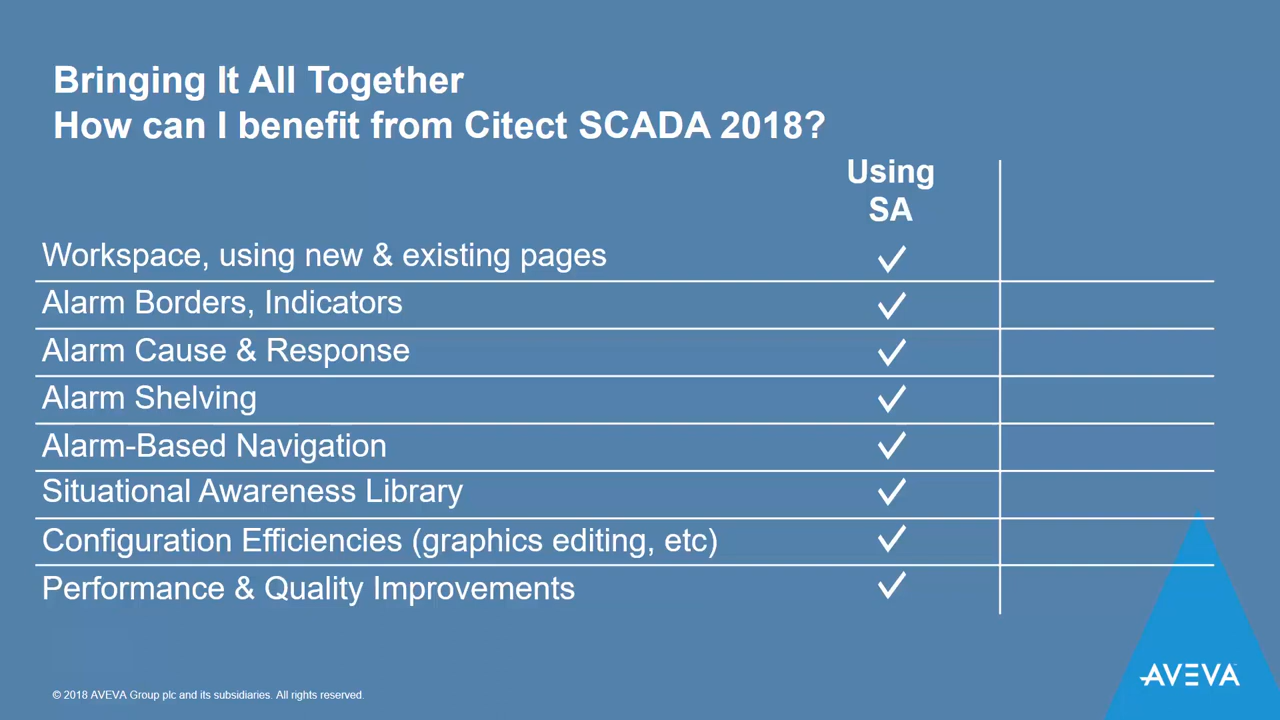 Bringing It All Together
How can I benefit from Citect SCADA 2018?
Using
SA
Workspace, using new & existing pages
Alarm Borders, Indicators
Alarm Cause & Response
Alarm Shelving
Alarm-Based Navigation
Situational Awareness Library
Configuration Efficiencies (graphics editing, etc)
Performance & Quality Improvements
© 2018 AVEVA Group plc and its subsidiaries. All rights reserved.
AVEVA